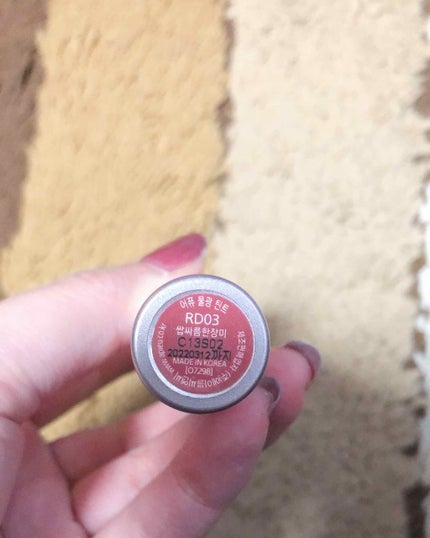 어퓨 물광 틴트
RD03
쌉싸름한장미
C13S02
20220312까지
MADE IN KOREA
[O7298]